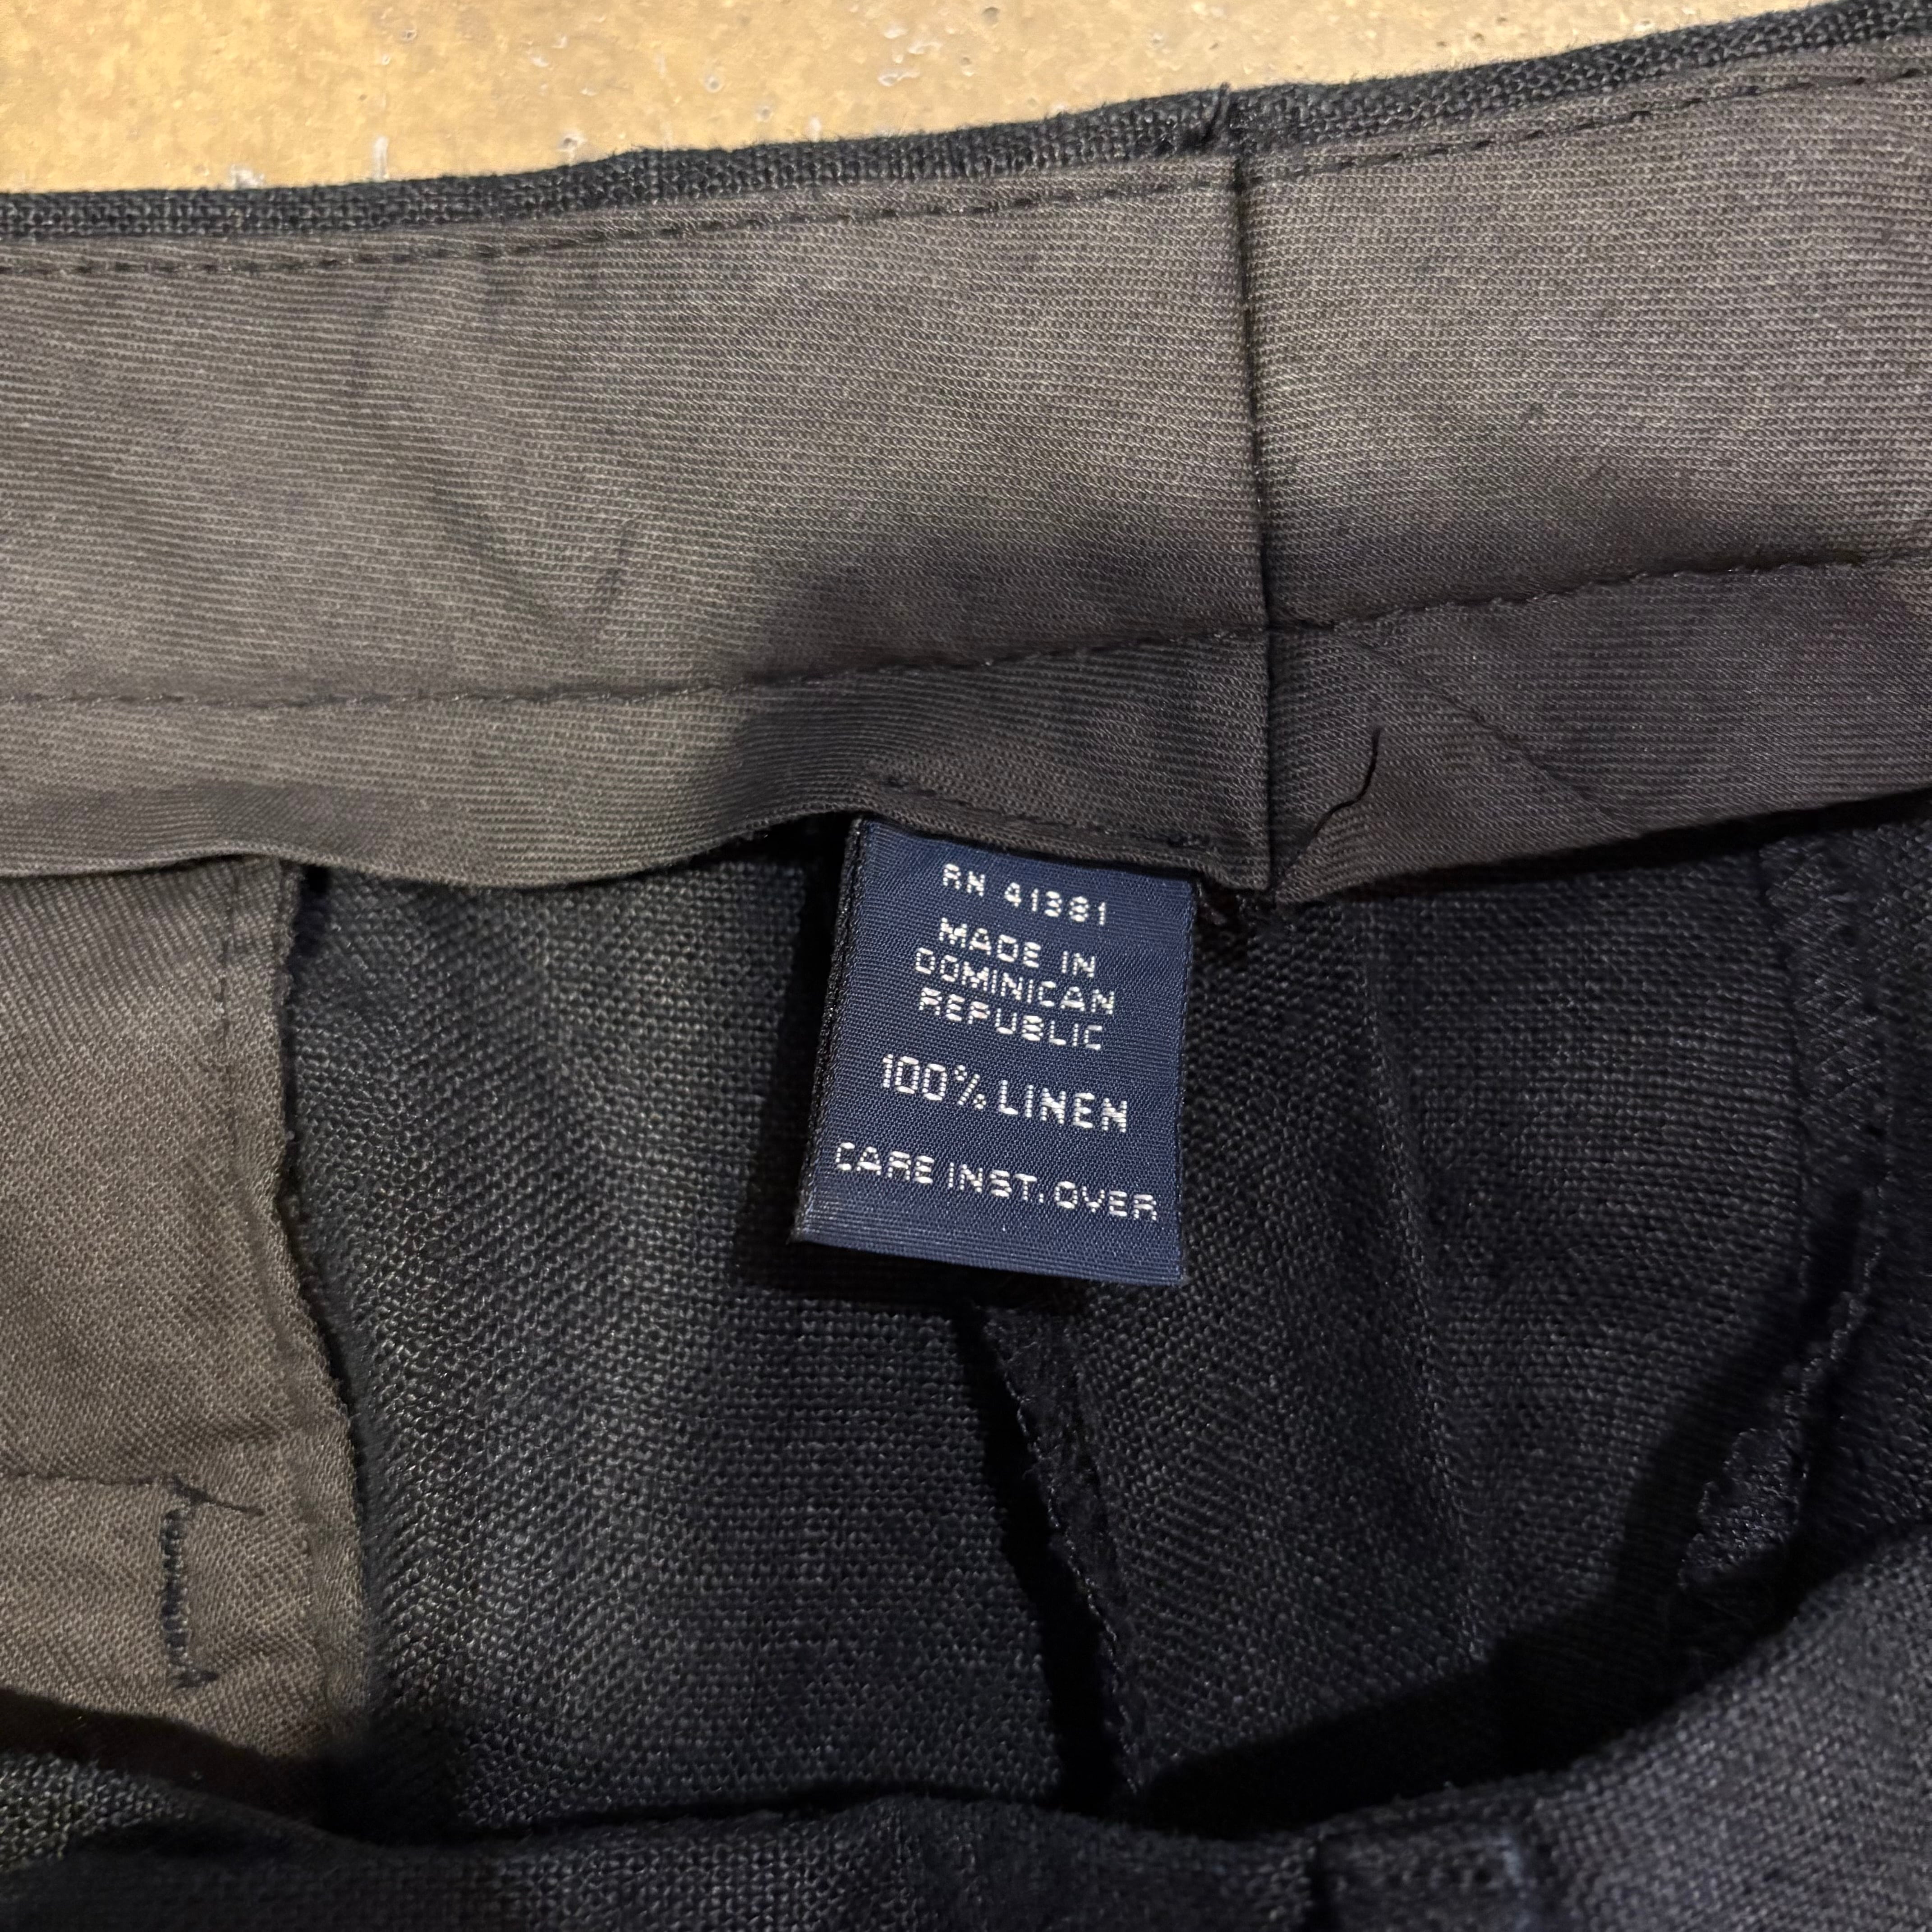 RN 41381
MADE IN
DOMINICAN
REPUBLIC
100% LINEN
CARE INST. OVER